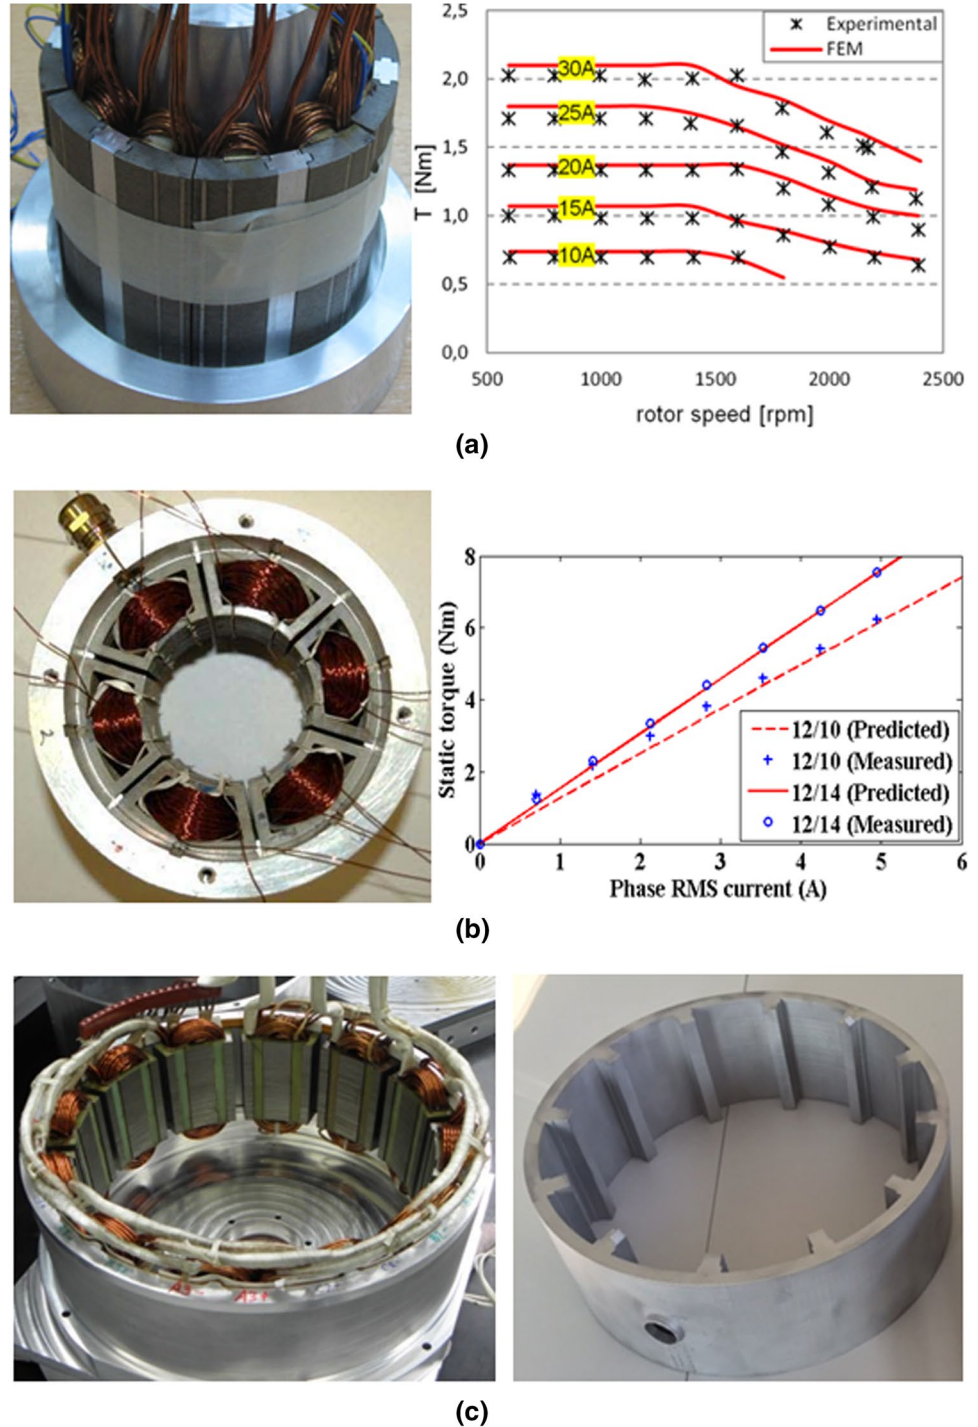 2,5
2,0
1,5
1,0
0,5
0,0
T [Nm]
Experimental
FEM
30A
25A
20A
15A
10A
500 1000 1500 2000 2500
rotor speed [rpm]
(a)
2
8
6
4
2
0
Static torque (Nm)
12/10 (Predicted)
12/10 (Measured)
12/14 (Predicted)
12/14 (Measured)
0 1 2 3 4 5 6
Phase RMS current (A)
(b)
(c)